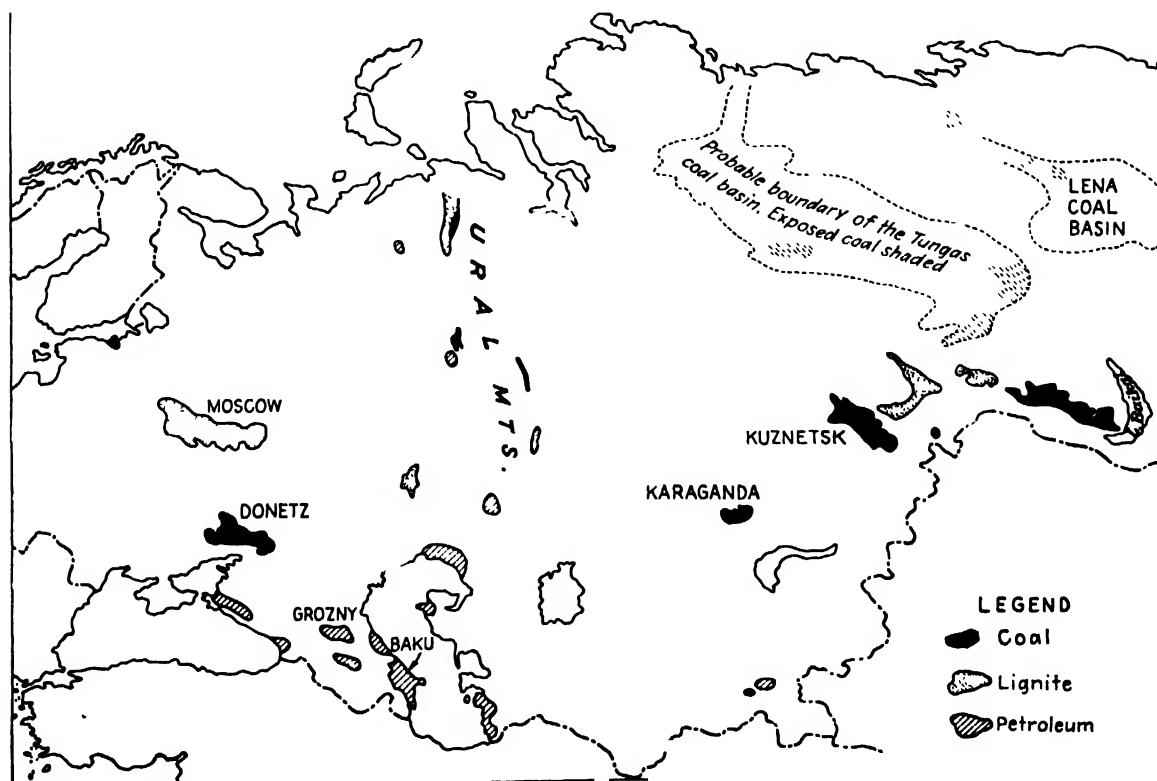 Probable boundary of the Tungas
coal basin. Exposed coal shaded
LENA
COAL
BASIN
URAL MTS.
MOSCOW
KUZNETSK
Baikal
KARAGANDA
DONETZ
GROZNY
BAKU
LEGEND
Coal
Lignite
Petroleum